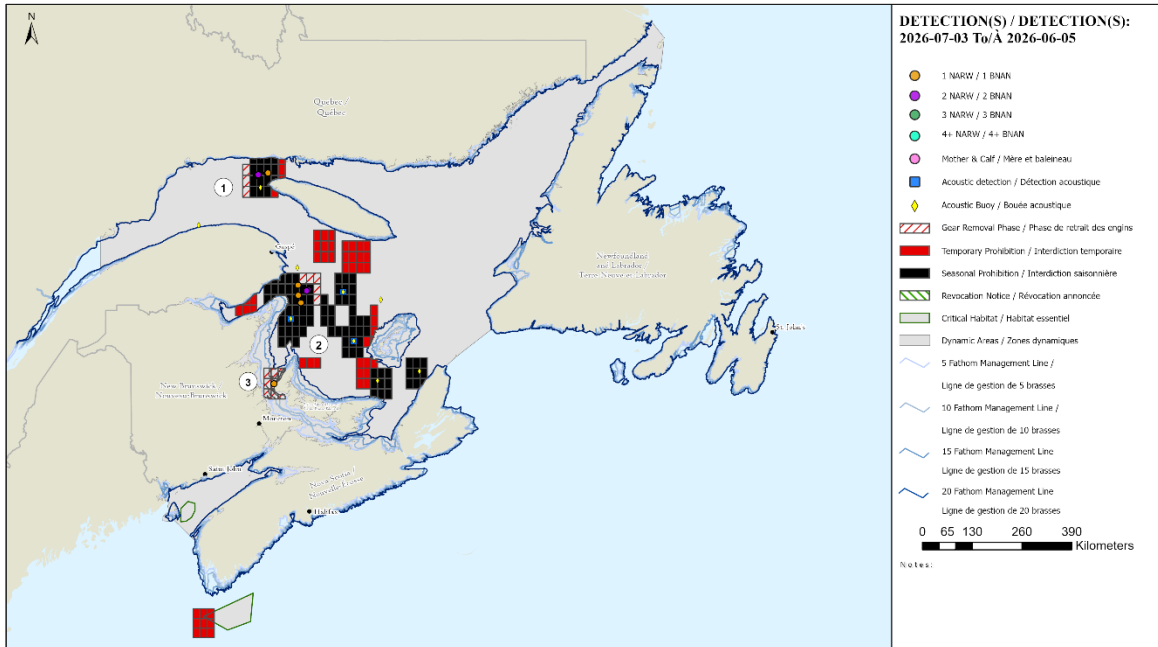 N
DETECTION(S) / DETECTION(S):
2026-07-03 To/À 2026-06-05
1 NARW / 1 BNAN
2 NARW / 2 BNAN
3 NARW / 3 BNAN
4+ NARW / 4+ BNAN
Mother & Calf / Mère et baleineau
Acoustic detection / Détection acoustique
Acoustic Buoy / Bouée acoustique
Gear Removal Phase / Phase de retrait des engins
Temporary Prohibition / Interdiction temporaire
Seasonal Prohibition / Interdiction saisonnière
Revocation Notice / Révocation annoncée
Critical Habitat / Habitat essentiel
Dynamic Areas / Zones dynamiques
5 Fathom Management Line /
Ligne de gestion de 5 brasses
10 Fathom Management Line /
Ligne de gestion de 10 brasses
15 Fathom Management Line
Ligne de gestion de 15 brasses
20 Fathom Management Line
Ligne de gestion de 20 brasses
0 65 130 260 390
Kilometers
Notes:
Québec /
Québec
1
Gaspé
2
3
New Brunswick
Moncton
Saint John
Nova Scotia /
Halifax
Newfoundland
Terre-Neuve-et-Labrador
St. Johns